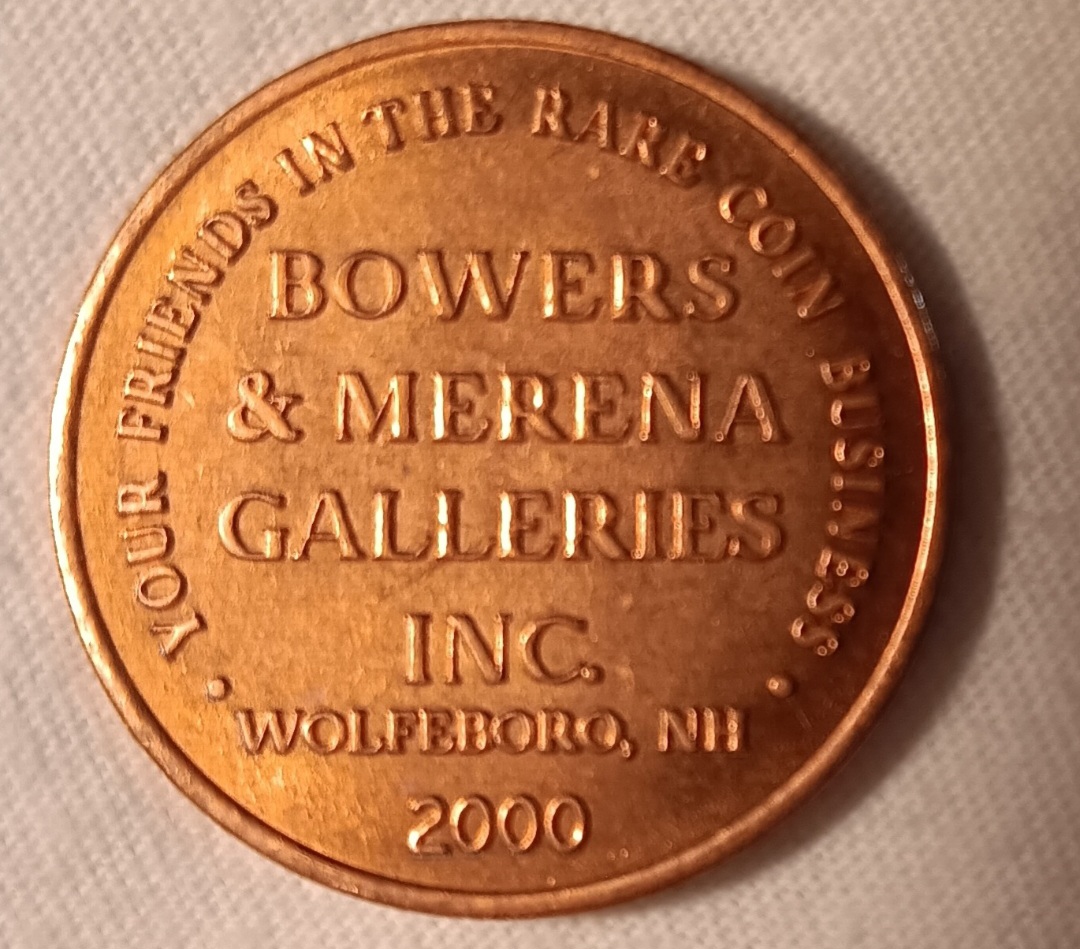 · YOUR FRIENDS IN THE RARE COIN BUSINESS ·
BOWERS
& MERENA
GALLERIES
INC.
WOLFEBORO, NH
2000